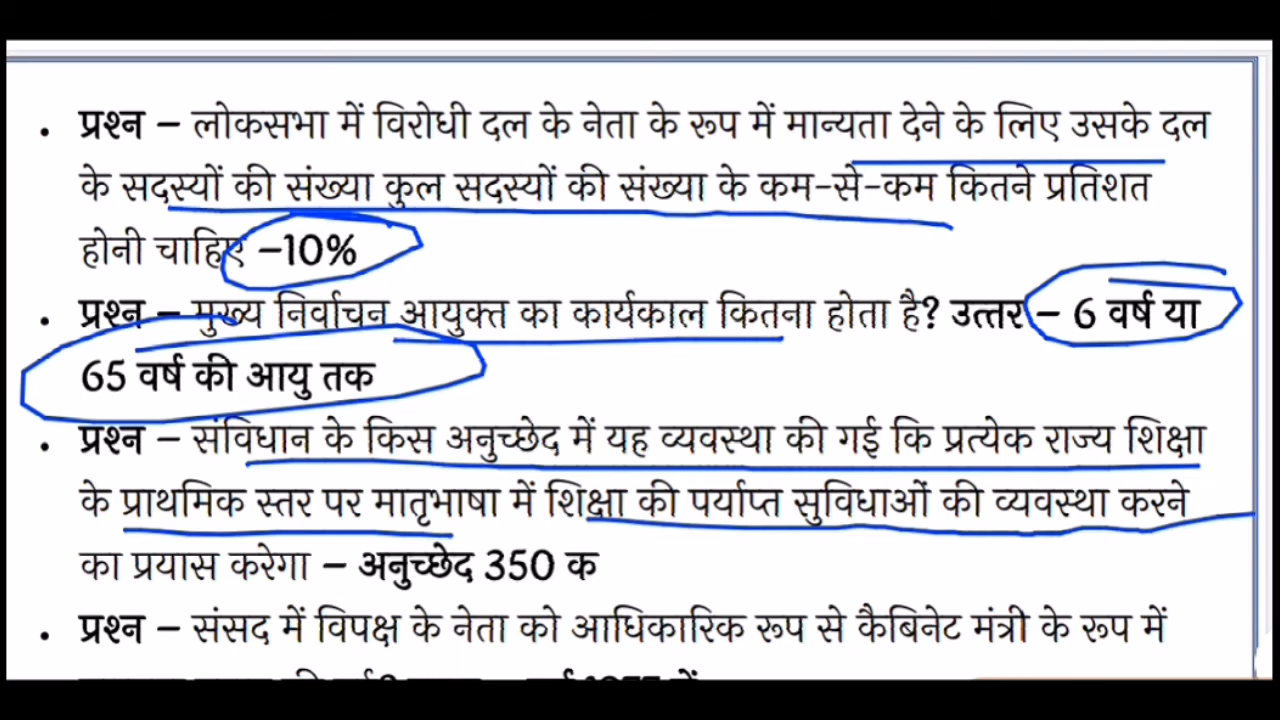 • प्रश्न – लोकसभा में विरोधी दल के नेता के रूप में मान्यता देने के लिए उसके दल
के सदस्यों की संख्या कुल सदस्यों की संख्या के कम-से-कम कितने प्रतिशत
होनी चाहिए –10%
• प्रश्न – मुख्य निर्वाचन आयुक्त का कार्यकाल कितना होता है? उत्तर – 6 वर्ष या
65 वर्ष की आयु तक
• प्रश्न – संविधान के किस अनुच्छेद में यह व्यवस्था की गई कि प्रत्येक राज्य शिक्षा
के प्राथमिक स्तर पर मातृभाषा में शिक्षा की पर्याप्त सुविधाओं की व्यवस्था करने
का प्रयास करेगा – अनुच्छेद 350 क
• प्रश्न – संसद में विपक्ष के नेता को आधिकारिक रूप से कैबिनेट मंत्री के रूप में